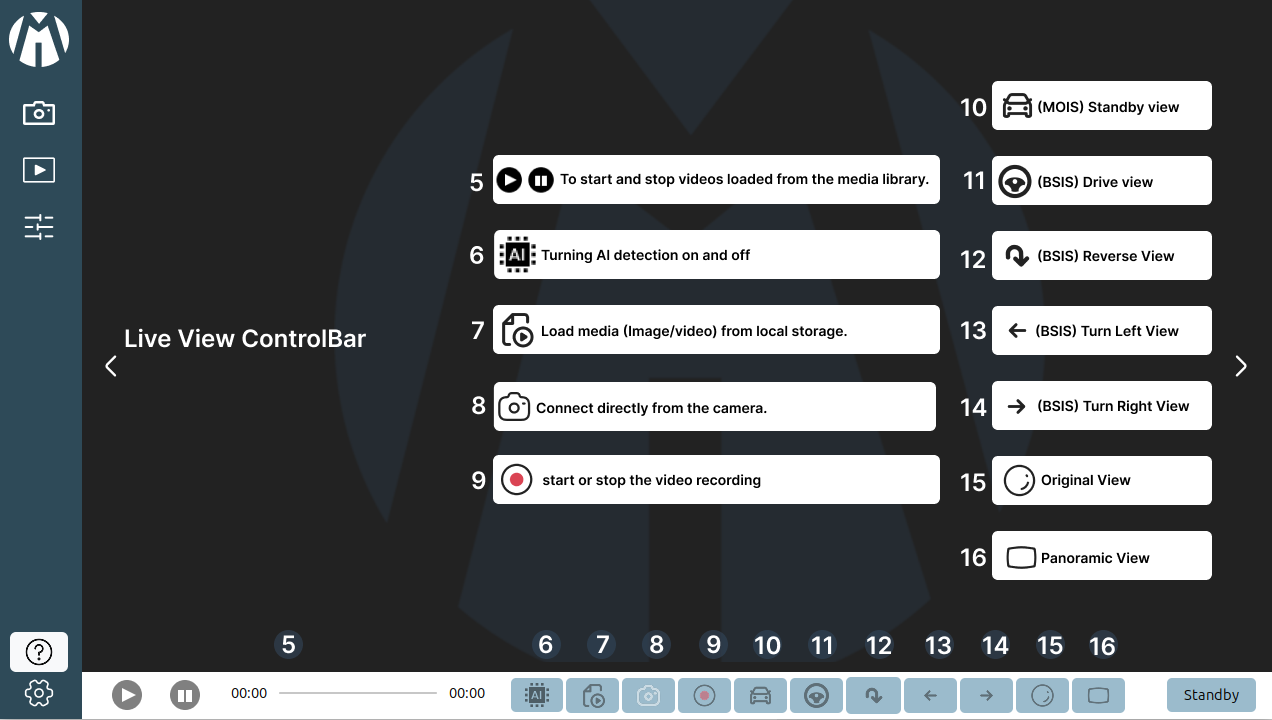 10 (MOIS) Standby view
5 To start and stop videos loaded from the media library.
11 (BSIS) Drive view
6 AI Turning AI detection on and off
12 (BSIS) Reverse View
7 Load media (Image/video) from local storage.
13 (BSIS) Turn Left View
Live View ControlBar
8 Connect directly from the camera.
14 (BSIS) Turn Right View
9 start or stop the video recording
15 Original View
16 Panoramic View
5 6 7 8 9 10 11 12 13 14 15 16
00:00 00:00 AI Standby